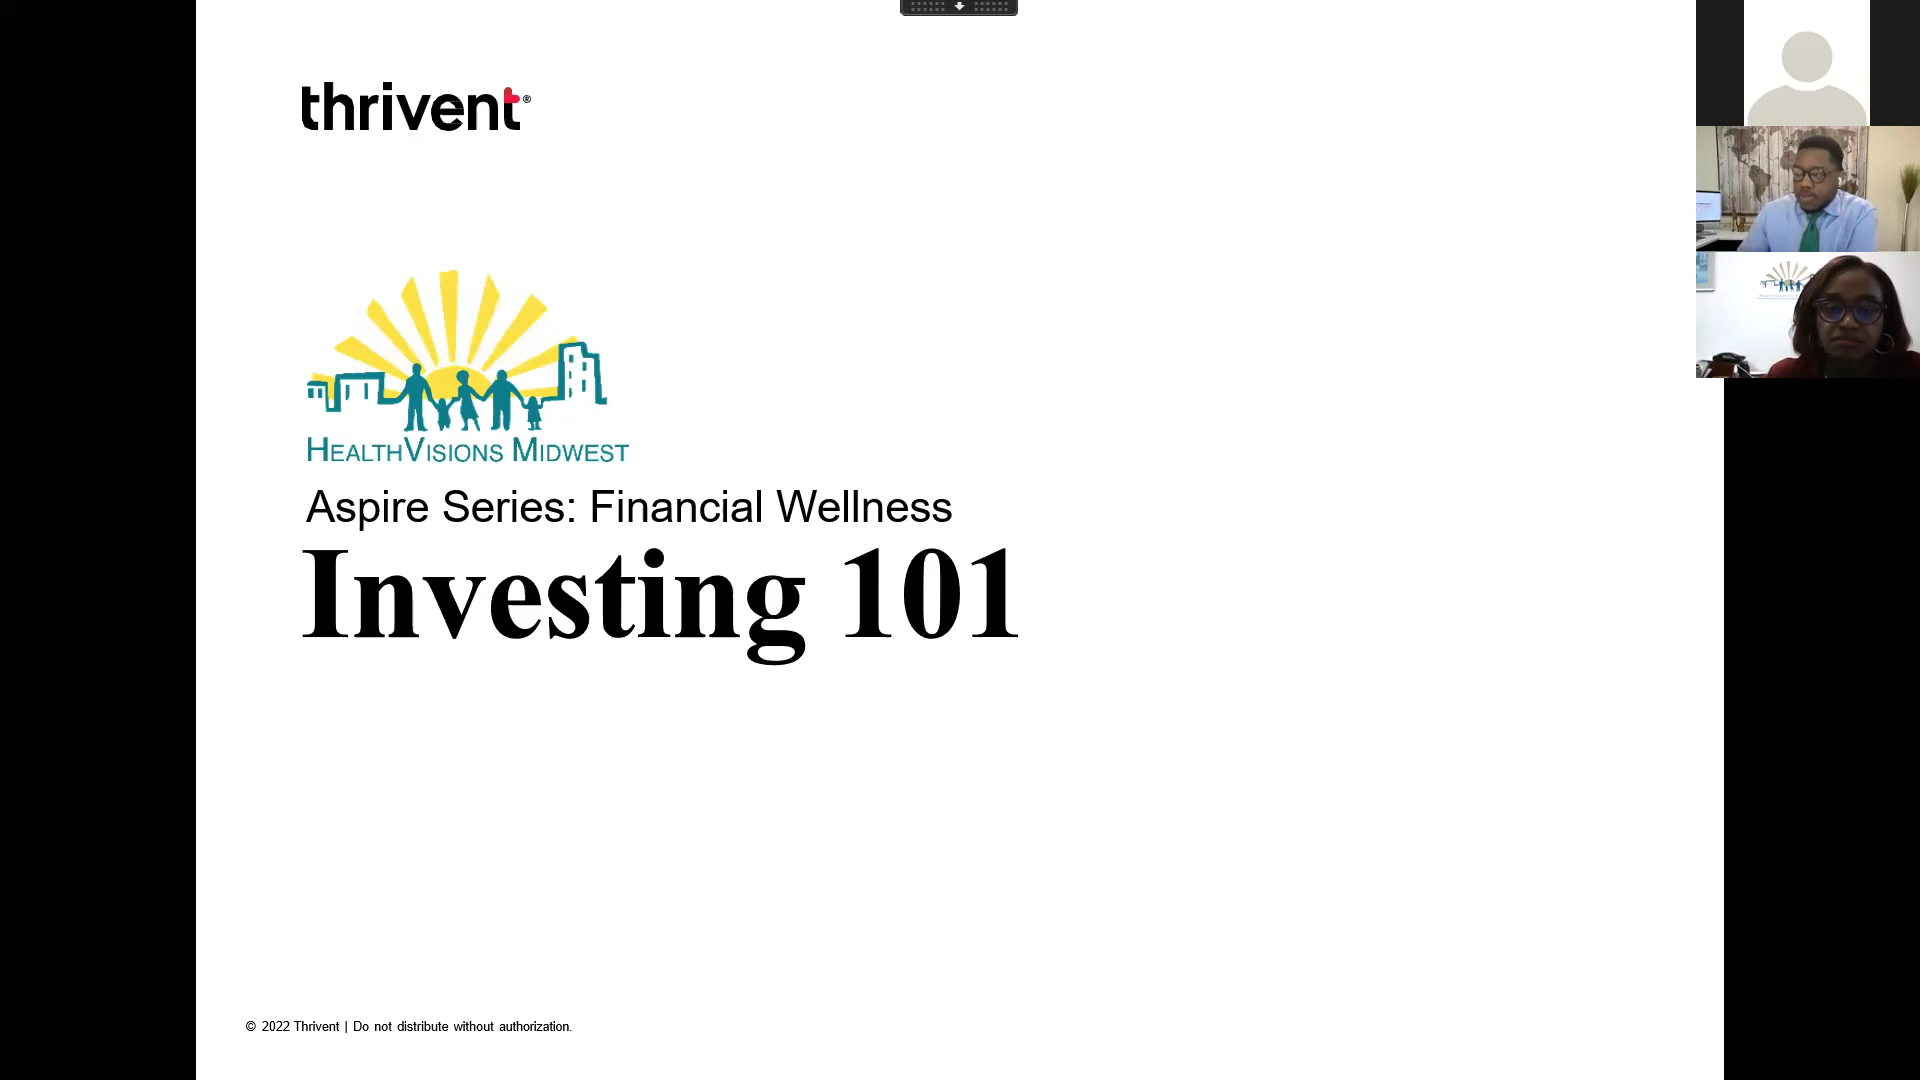 thrivent®
HEALTHVISIONS MIDWEST
Aspire Series: Financial Wellness
Investing 101
© 2022 Thrivent | Do not distribute without authorization.